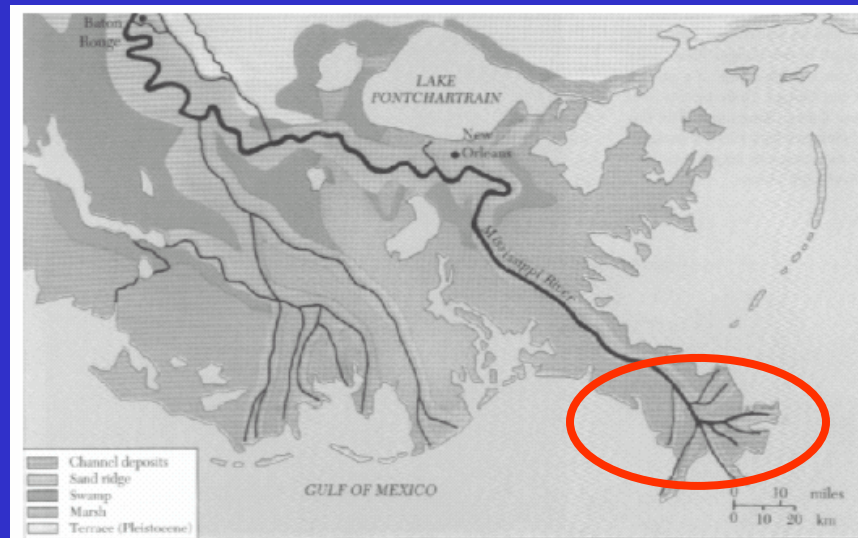 Baton
Rouge
LAKE
PONTCHARTRAIN
New
Orleans
Mississippi River
Channel deposits
Sand ridge
Swamp
Marsh
Terrace (Pleistocene)
GULF OF MEXICO
0 10 miles
0 10 20 km